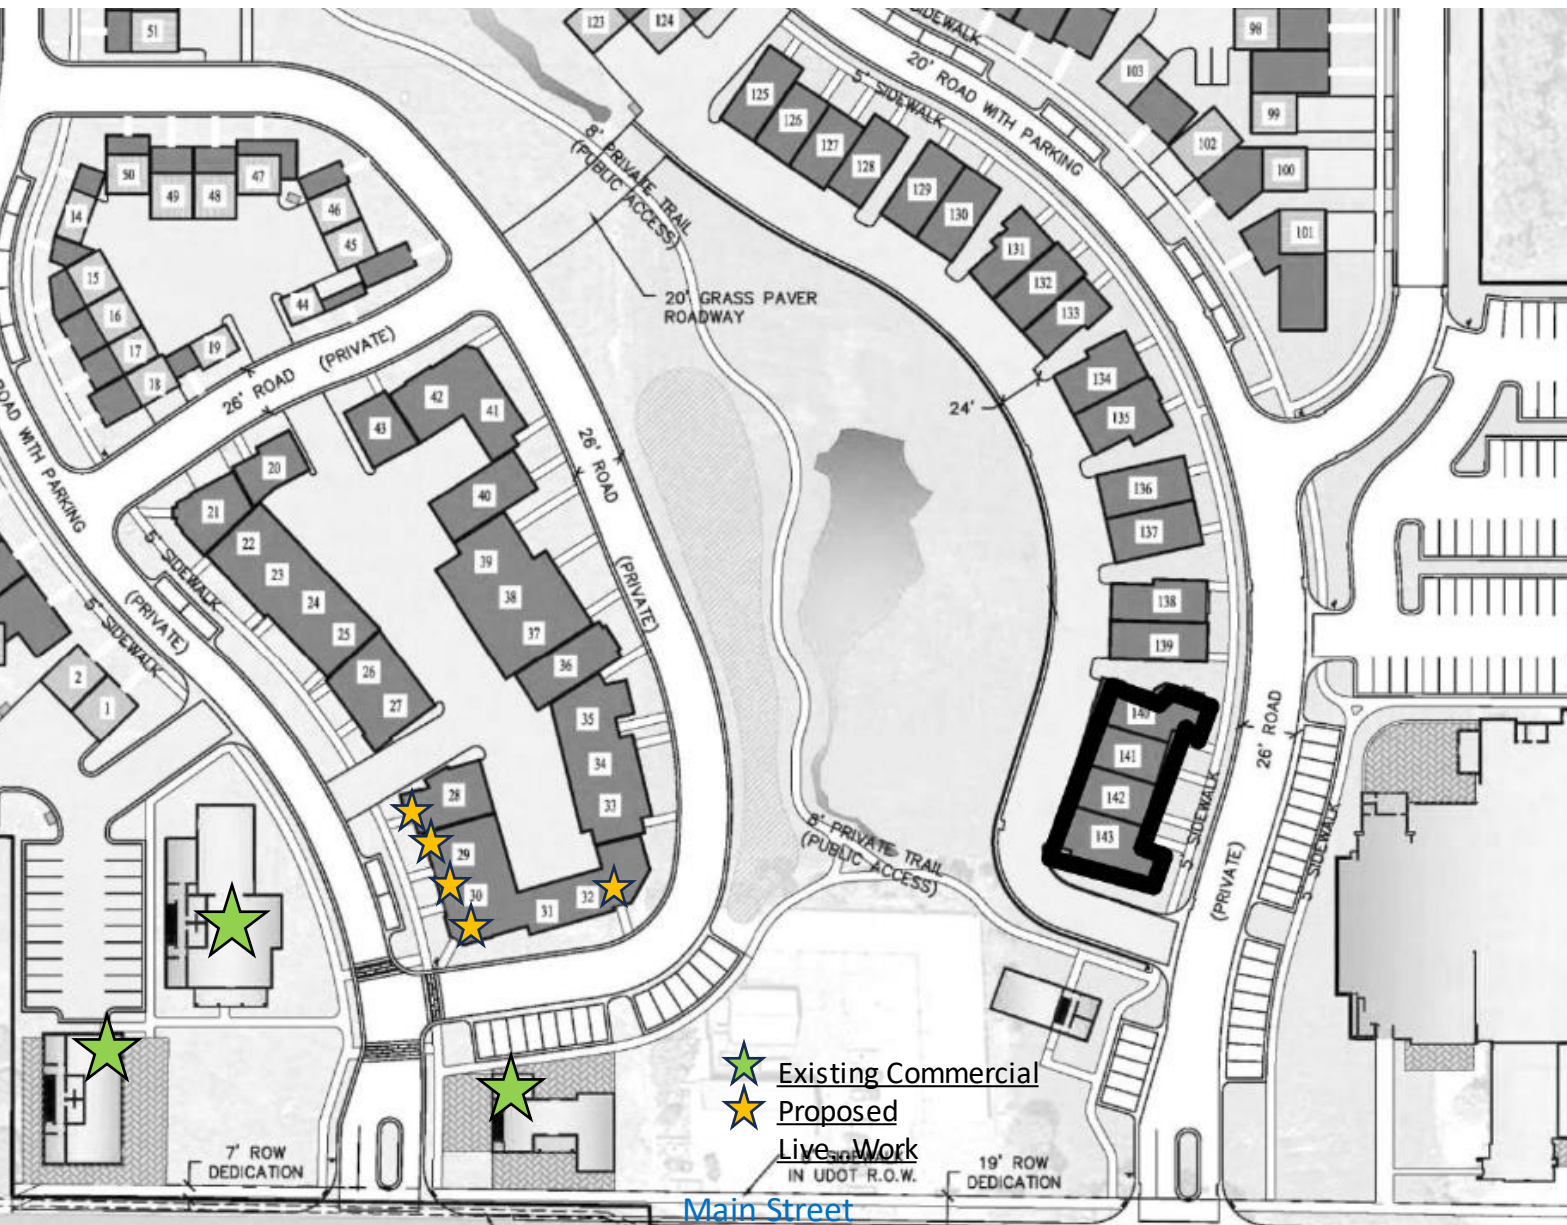 51
123
124
SIDEWALK
98
125
5' SIDEWALK
20' ROAD WITH PARKING
103
99
126
127
128
102
100
50
49
48
47
8' PRIVATE TRAIL
(PUBLIC ACCESS)
14
46
45
129
130
101
15
16
17
18
19
44
131
132
133
20' GRASS PAVER
ROADWAY
26' ROAD
(PRIVATE)
ROAD WITH PARKING
43
42
41
24'
134
135
20
21
22
23
24
25
26
27
5' SIDEWALK
(PRIVATE)
5' SIDEWALK
2
1
40
39
38
37
36
35
34
33
26' ROAD
(PRIVATE)
136
137
138
139
140
141
142
143
5' SIDEWALK
26' ROAD
(PRIVATE)
5' SIDEWALK
28
29
30
31
32
8' PRIVATE TRAIL
(PUBLIC ACCESS)
Existing Commercial
Proposed
Live...Work
SIDEWALK
IN UDOT R.O.W.
7' ROW
DEDICATION
19' ROW
DEDICATION
Main Street